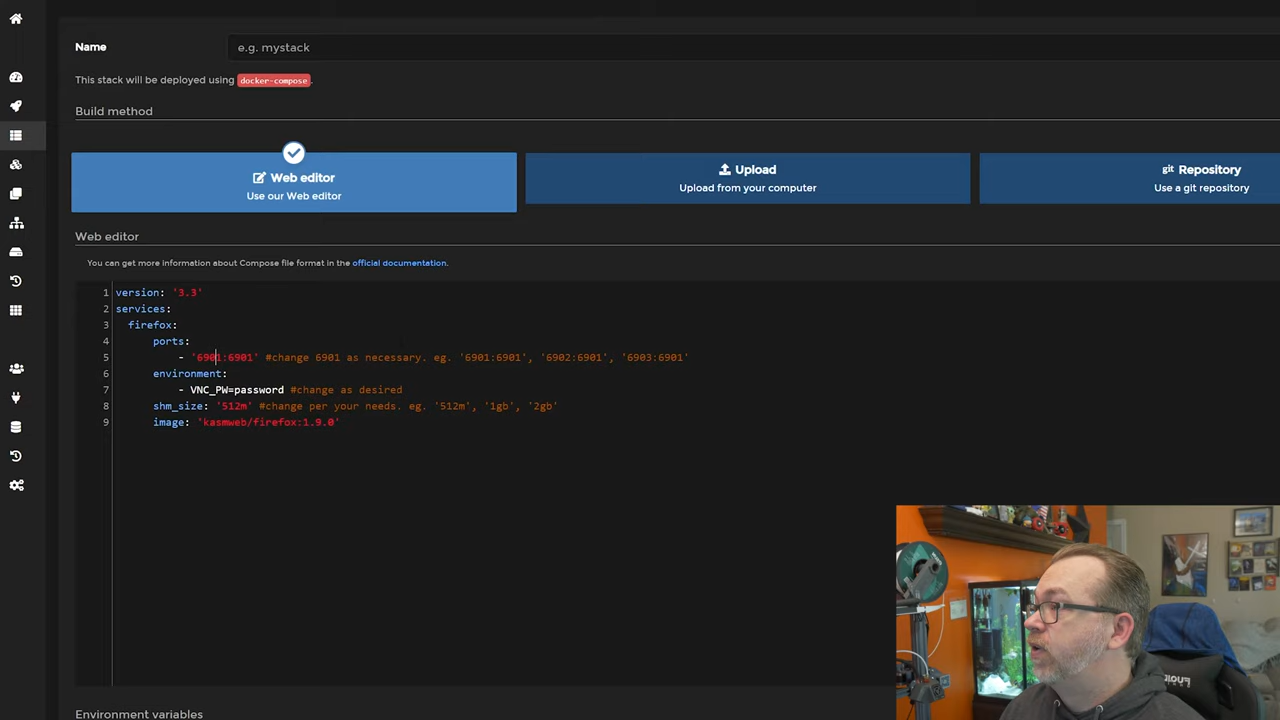 Name
e.g. mystack
This stack will be deployed using docker-compose.
Build method
Web editor
Use our Web editor
Upload
Upload from your computer
git Repository
Use a git repository
Web editor
You can get more information about Compose file format in the official documentation.
1 version: '3.3'
2 services:
3 firefox:
4 ports:
5 - '6901:6901' #change 6901 as necessary. eg. '6901:6901', '6902:6901', '6903:6901'
6 environment:
7 - VNC_PW=password #change as desired
8 shm_size: '512m' #change per your needs. eg. '512m', '1gb', '2gb'
9 image: 'kasmweb/firefox:1.9.0'
Environment variables